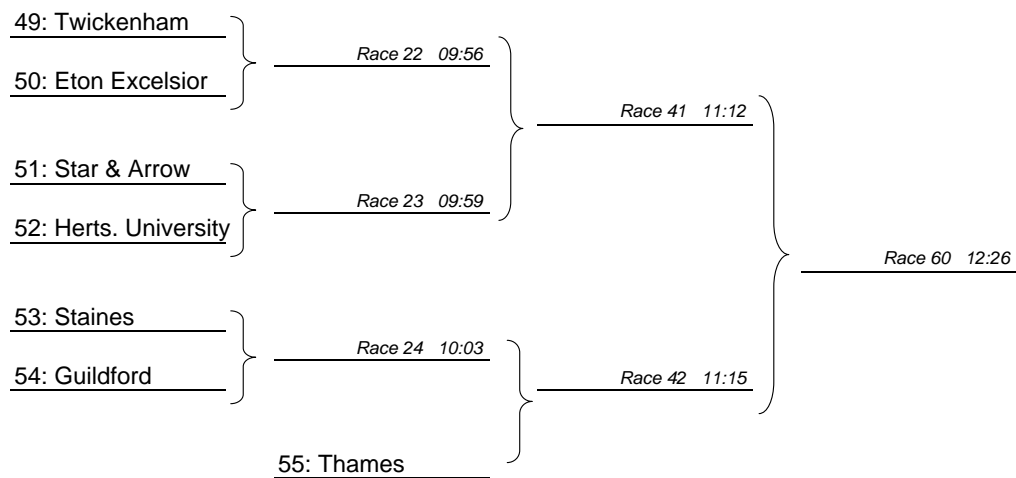 49: Twickenham
Race 22 09:56
50: Eton Excelsior
Race 41 11:12
51: Star & Arrow
Race 23 09:59
52: Herts. University
Race 60 12:26
53: Staines
Race 24 10:03
54: Guildford
Race 42 11:15
55: Thames